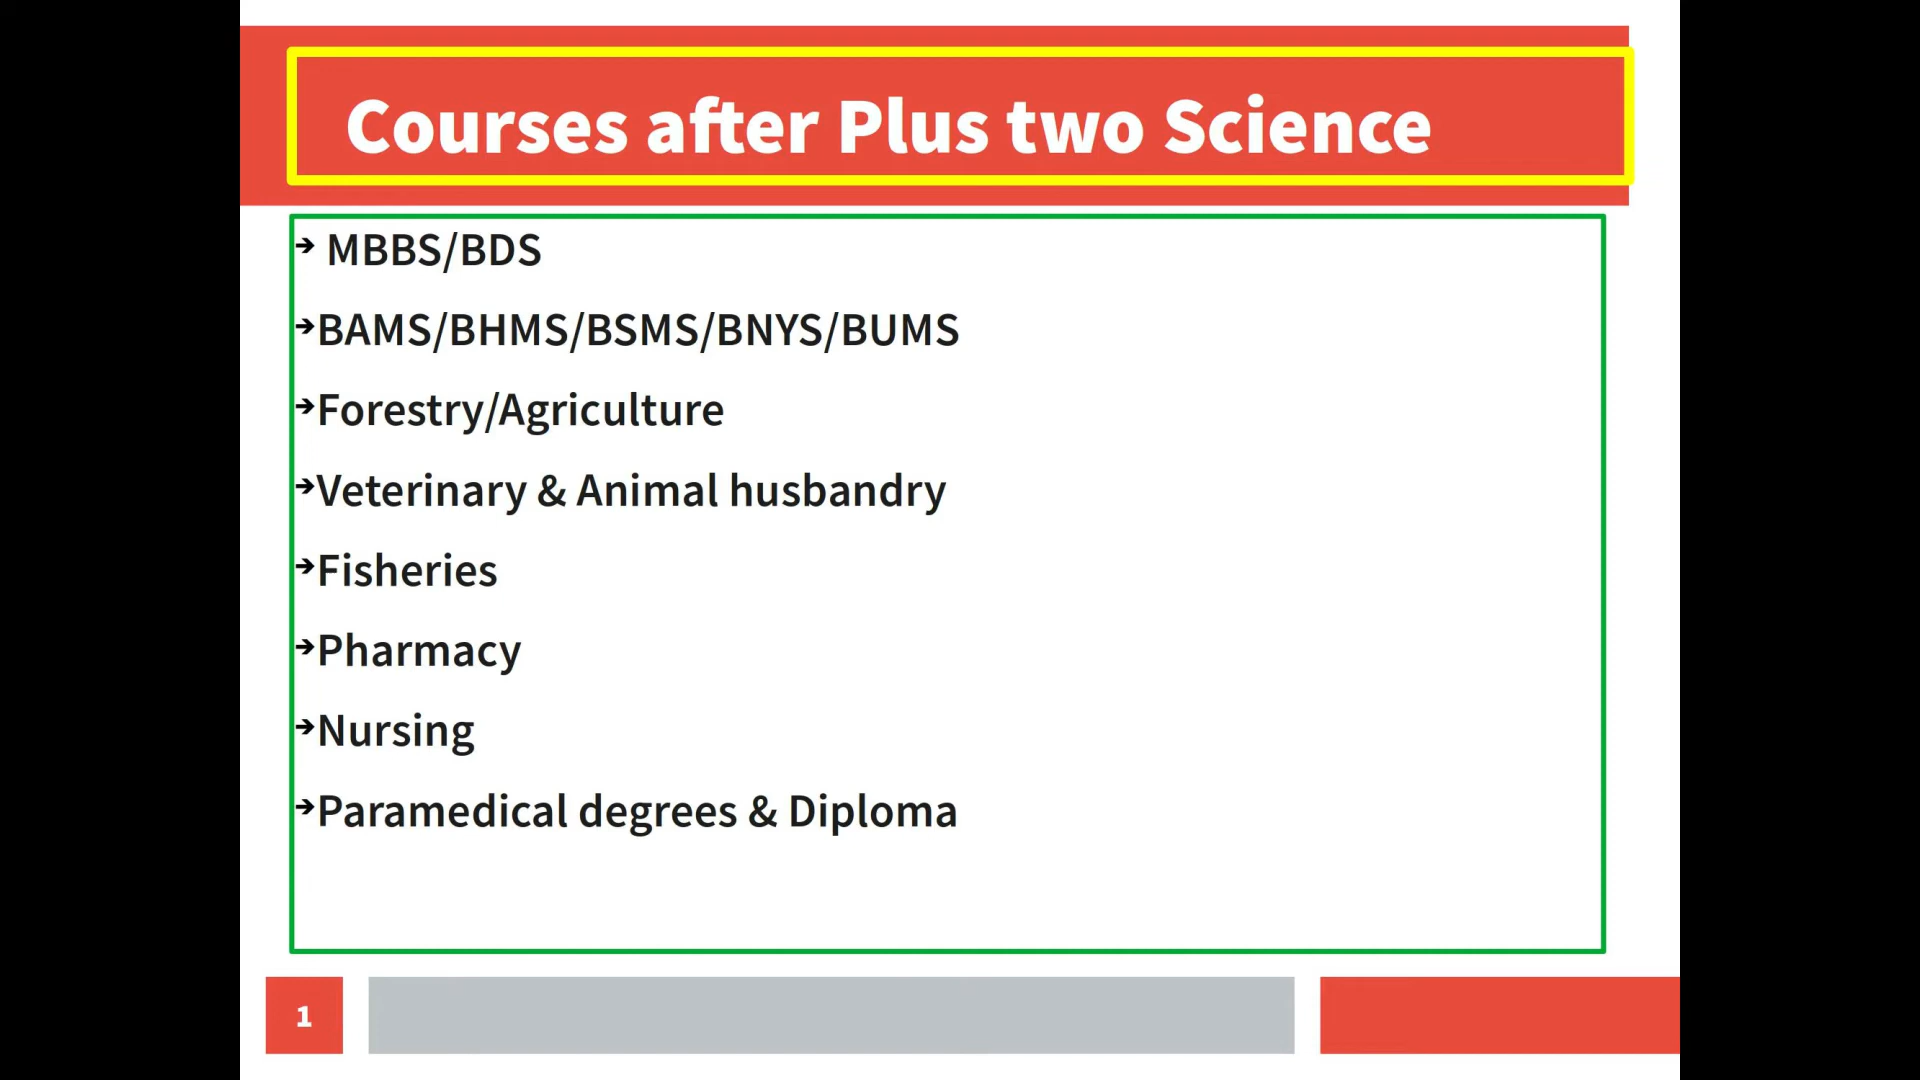 Courses after Plus two Science
➔ MBBS/BDS
➔BAMS/BHMS/BSMS/BNYS/BUMS
➔Forestry/Agriculture
➔Veterinary & Animal husbandry
➔Fisheries
➔Pharmacy
➔Nursing
➔Paramedical degrees & Diploma
1